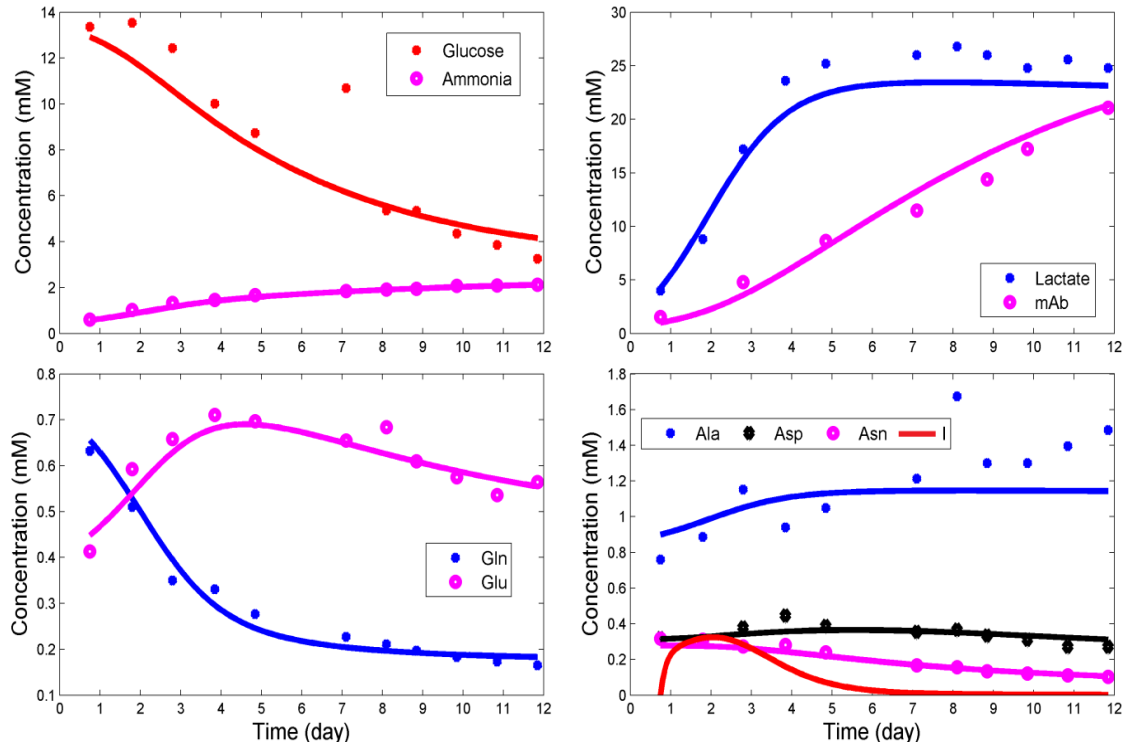 14
12
10
8
6
4
2
0
Concentration (mM)
Glucose
Ammonia
0 1 2 3 4 5 6 7 8 9 10 11 12
30
25
20
15
10
5
0
Concentration (mM)
Lactate
mAb
0 1 2 3 4 5 6 7 8 9 10 11 12
0.8
0.7
0.6
0.5
0.4
0.3
0.2
0.1
Concentration (mM)
Gln
Glu
0 1 2 3 4 5 6 7 8 9 10 11 12
Time (day)
1.8
1.6
1.4
1.2
1
0.8
0.6
0.4
0.2
0
Concentration (mM)
Ala Asp Asn I
0 1 2 3 4 5 6 7 8 9 10 11 12
Time (day)